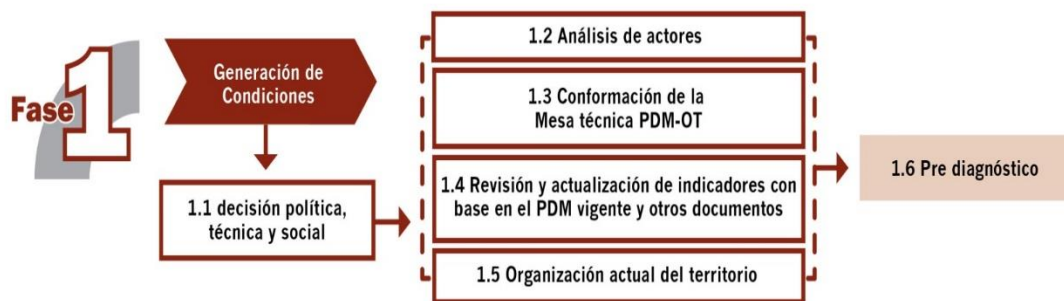 Fase 1
Generación de
Condiciones
1.1 decisión política,
técnica y social
1.2 Análisis de actores
1.3 Conformación de la
Mesa técnica PDM-OT
1.4 Revisión y actualización de indicadores con
base en el PDM vigente y otros documentos
1.5 Organización actual del territorio
1.6 Pre diagnóstico